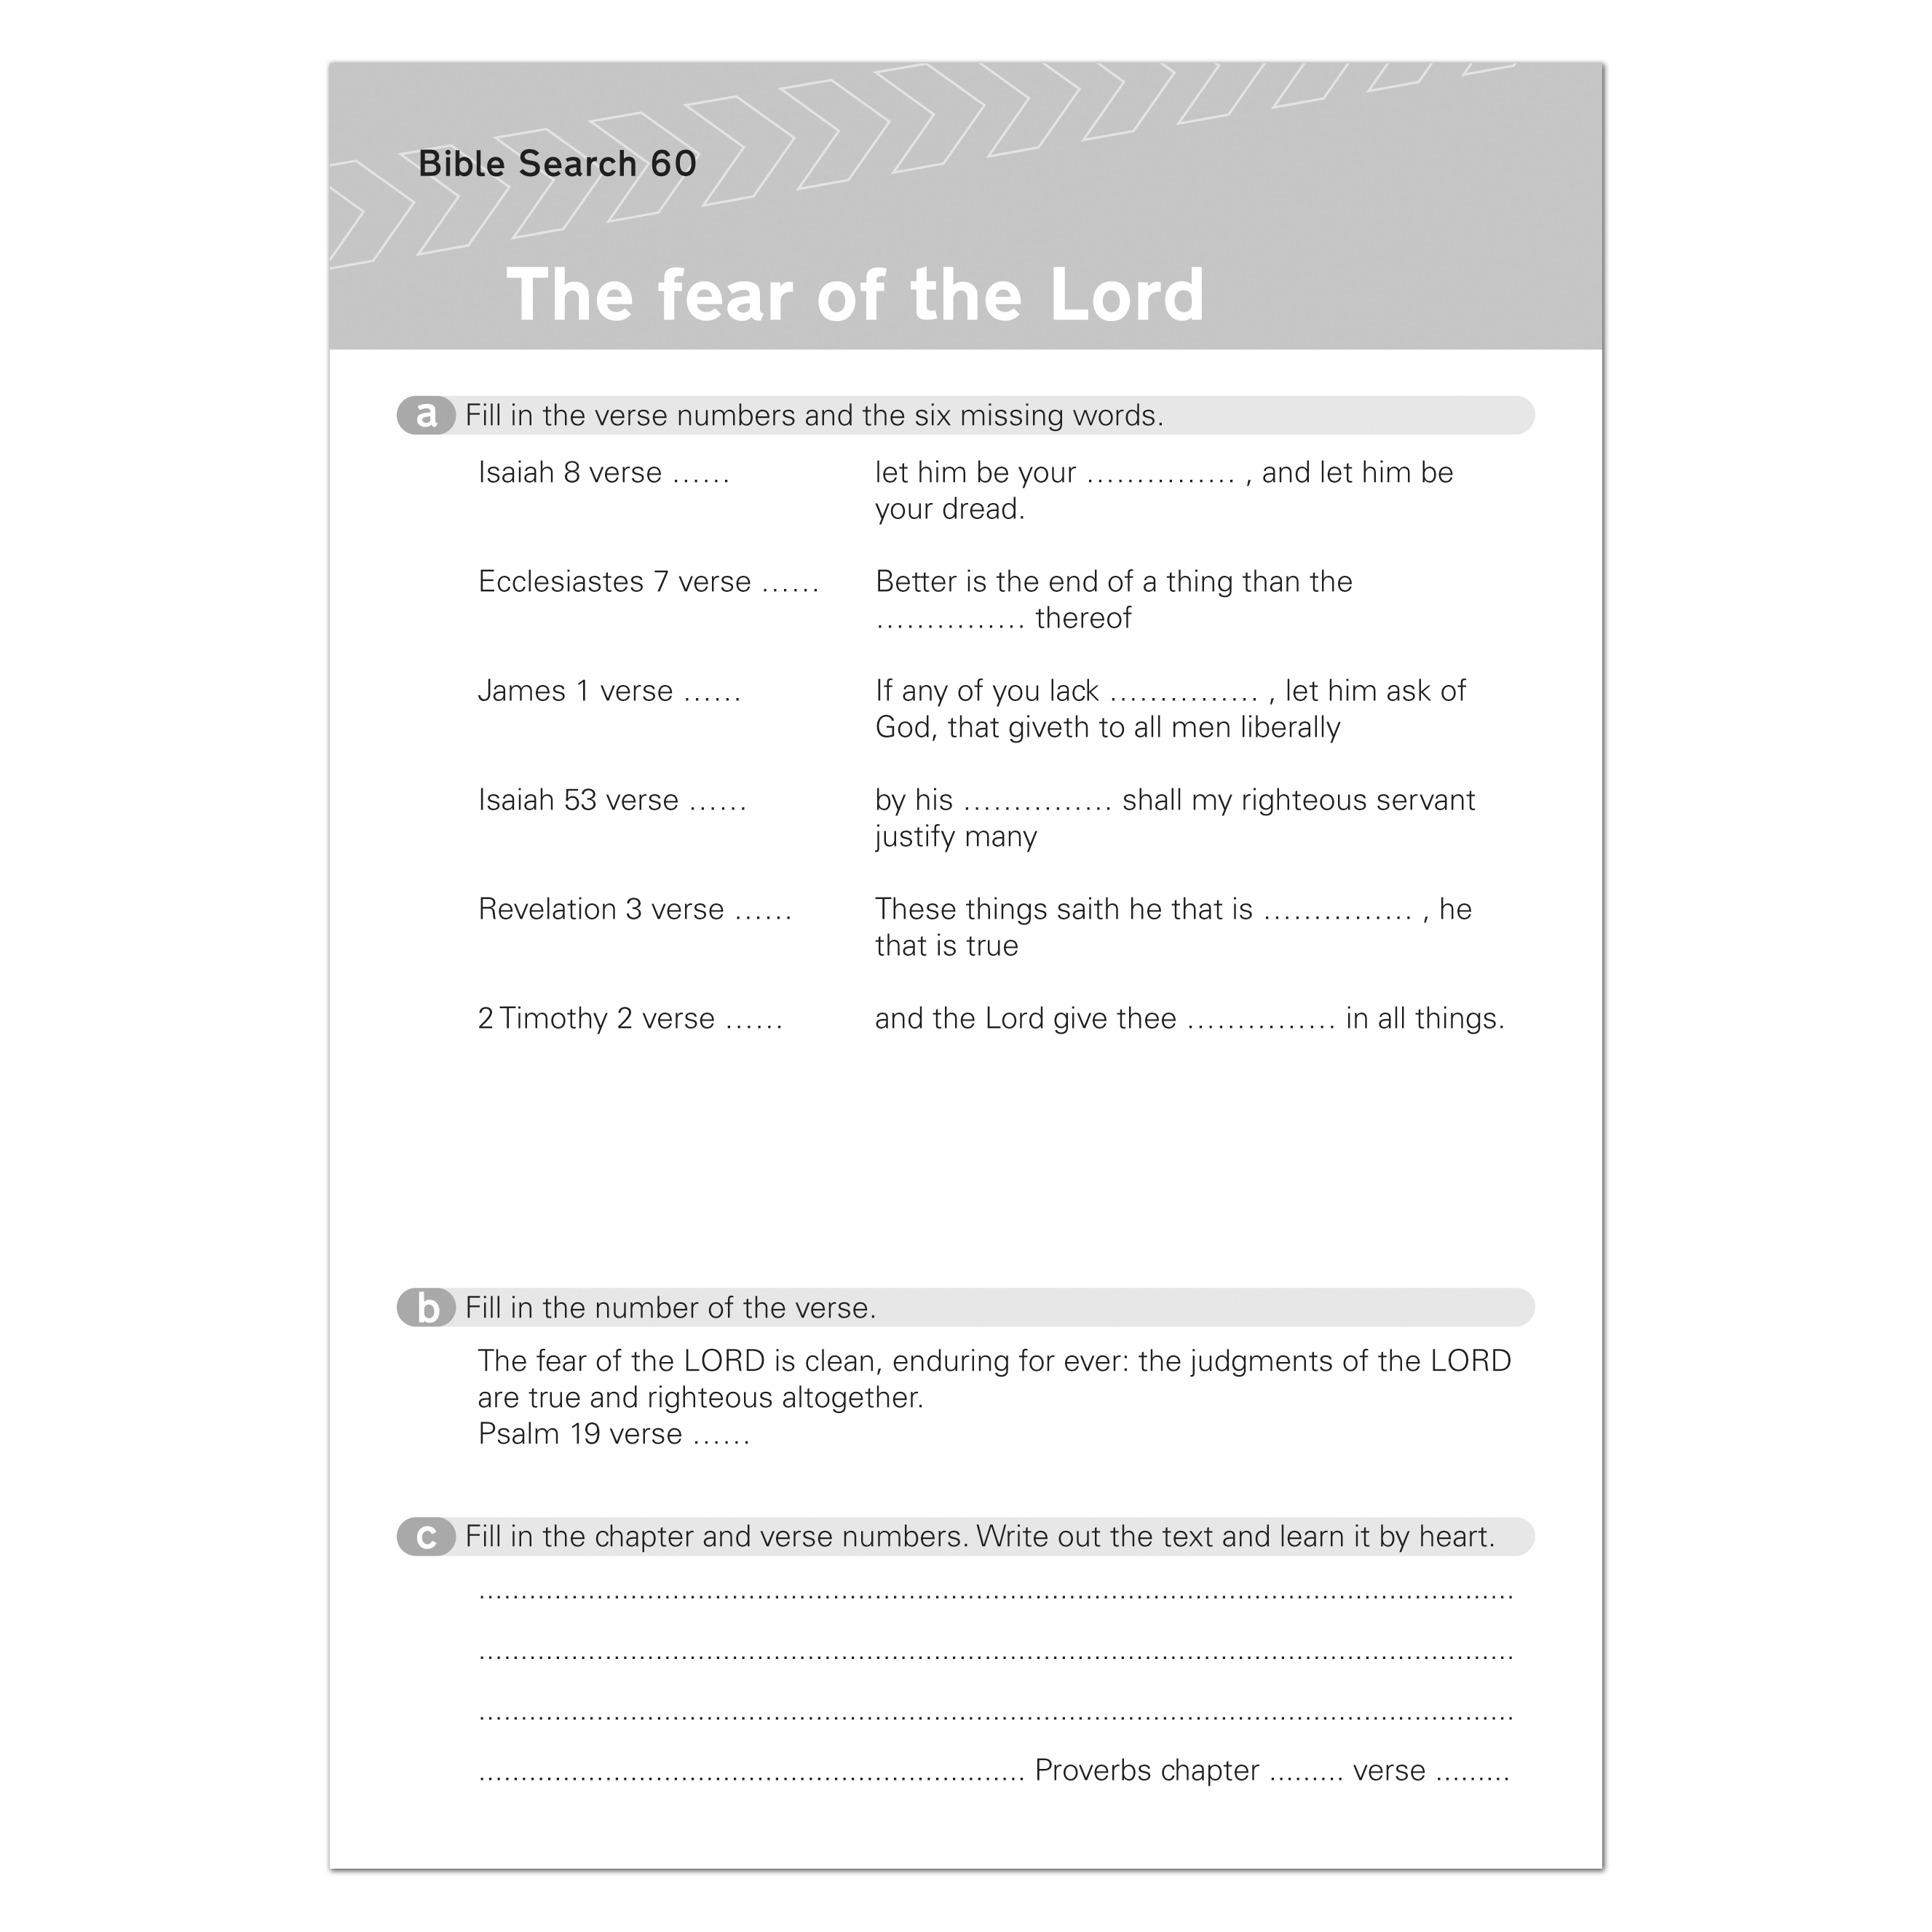 Bible Search 60
The fear of the Lord
a Fill in the verse numbers and the six missing words.
Isaiah 8 verse ...... let him be your ............... , and let him be
your dread.
Ecclesiastes 7 verse ...... Better is the end of a thing than the
............... thereof
James 1 verse ...... If any of you lack ............... , let him ask of
God, that giveth to all men liberally
Isaiah 53 verse ...... by his ............... shall my righteous servant
justify many
Revelation 3 verse ...... These things saith he that is ............... , he
that is true
2 Timothy 2 verse ...... and the Lord give thee ............... in all things.
b Fill in the number of the verse.
The fear of the LORD is clean, enduring for ever: the judgments of the LORD
are true and righteous altogether.
Psalm 19 verse ......
c Fill in the chapter and verse numbers. Write out the text and learn it by heart.
Proverbs chapter ......... verse .........